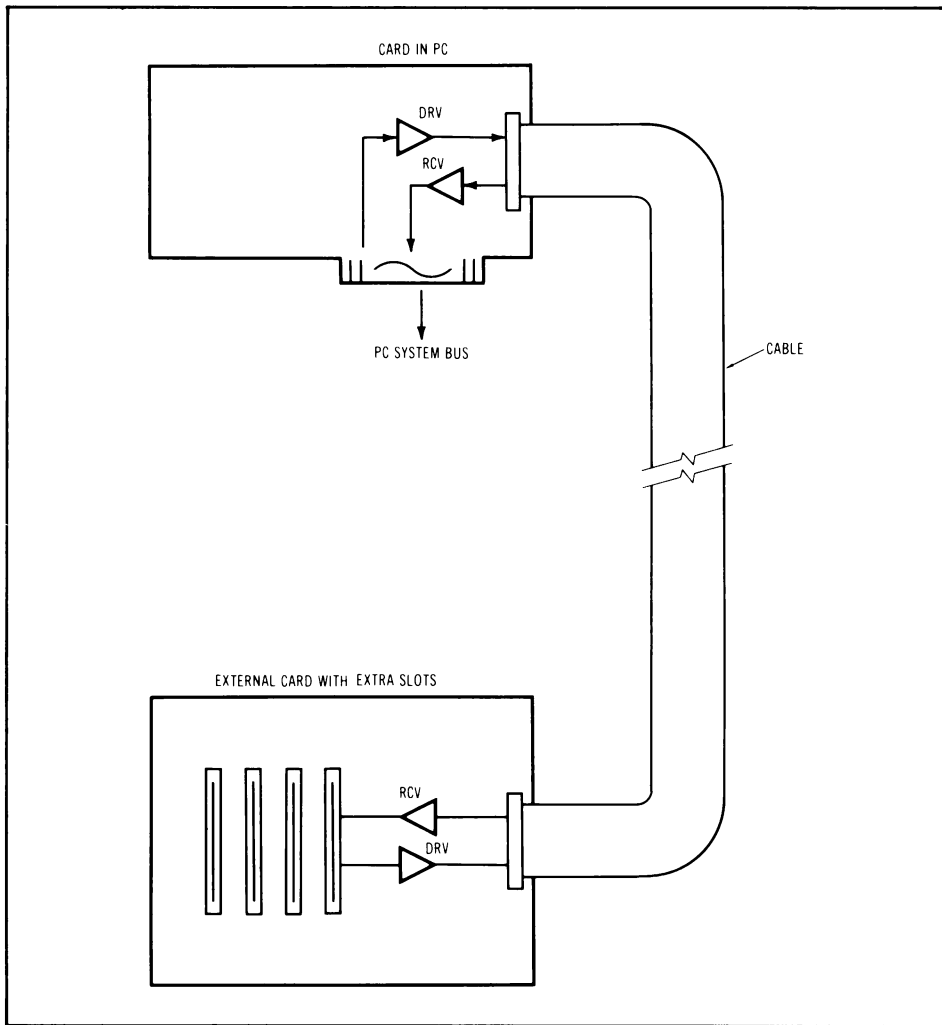 CARD IN PC
DRV
RCV
PC SYSTEM BUS
CABLE
EXTERNAL CARD WITH EXTRA SLOTS
RCV
DRV